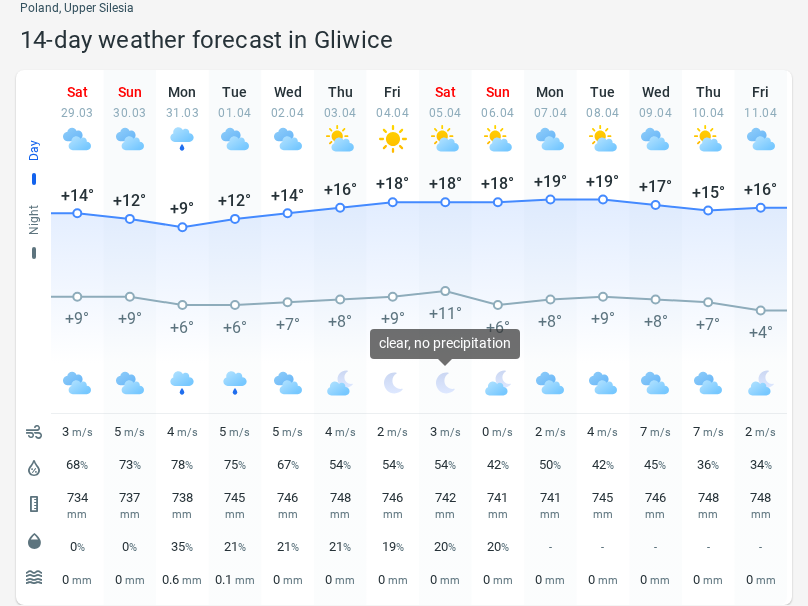 Poland, Upper Silesia
14-day weather forecast in Gliwice
Sat Sun Mon Tue Wed Thu Fri Sat Sun Mon Tue Wed Thu Fri
29.03 30.03 31.03 01.04 02.04 03.04 04.04 05.04 06.04 07.04 08.04 09.04 10.04 11.04
Day
+14° +12° +9° +12° +14° +16° +18° +18° +18° +19° +19° +17° +15° +16°
Night
+9° +9° +6° +6° +7° +8° +9° +11° +6° +8° +9° +8° +7° +4°
clear, no precipitation
3 m/s 5 m/s 4 m/s 5 m/s 5 m/s 4 m/s 2 m/s 3 m/s 0 m/s 2 m/s 4 m/s 7 m/s 7 m/s 2 m/s
68% 73% 78% 75% 67% 54% 54% 54% 42% 50% 42% 45% 36% 34%
734 737 738 745 746 748 746 742 741 741 745 746 748 748
mm mm mm mm mm mm mm mm mm mm mm mm mm mm
0% 0% 35% 21% 21% 21% 19% 20% 20% - - - - -
0 mm 0 mm 0.6 mm 0.1 mm 0 mm 0 mm 0 mm 0 mm 0 mm 0 mm 0 mm 0 mm 0 mm 0 mm